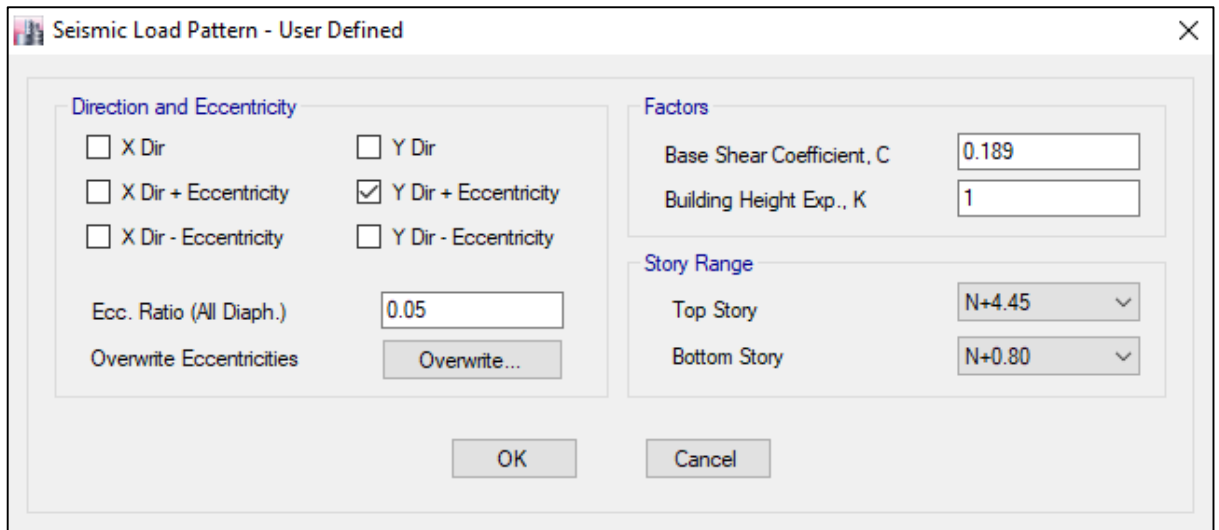 Seismic Load Pattern - User Defined
Direction and Eccentricity
X Dir
Y Dir
X Dir + Eccentricity
Y Dir + Eccentricity
X Dir - Eccentricity
Y Dir - Eccentricity
Ecc. Ratio (All Diaph.)
0.05
Overwrite Eccentricities
Overwrite...
Factors
Base Shear Coefficient, C
0.189
Building Height Exp., K
1
Story Range
Top Story
N+4.45
Bottom Story
N+0.80
OK
Cancel